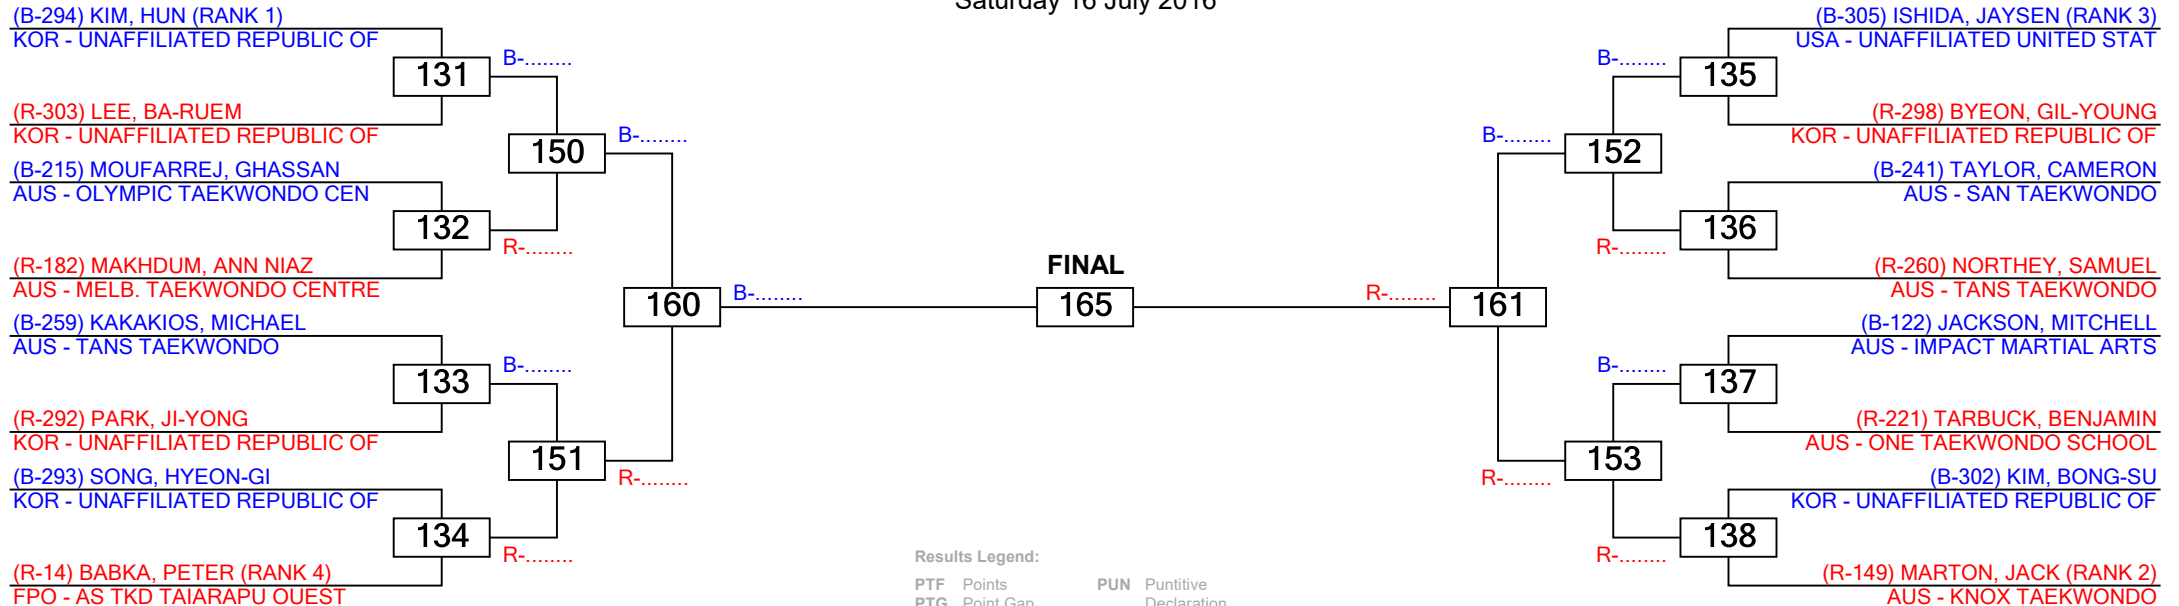 Saturday 16 July 2016
(B-294) KIM, HUN (RANK 1)
KOR - UNAFFILIATED REPUBLIC OF
131
B-........
(R-303) LEE, BA-RUEM
KOR - UNAFFILIATED REPUBLIC OF
150
B-........
(B-215) MOUFARREJ, GHASSAN
AUS - OLYMPIC TAEKWONDO CEN
132
R-........
(R-182) MAKHDUM, ANN NIAZ
AUS - MELB. TAEKWONDO CENTRE
160
B-........
(B-259) KAKAKIOS, MICHAEL
AUS - TANS TAEKWONDO
133
B-........
(R-292) PARK, JI-YONG
KOR - UNAFFILIATED REPUBLIC OF
151
R-........
(B-293) SONG, HYEON-GI
KOR - UNAFFILIATED REPUBLIC OF
134
R-........
(R-14) BABKA, PETER (RANK 4)
FPO - AS TKD TAIARAPU OUEST
FINAL
165
(B-305) ISHIDA, JAYSEN (RANK 3)
USA - UNAFFILIATED UNITED STAT
B-........
135
(R-298) BYEON, GIL-YOUNG
KOR - UNAFFILIATED REPUBLIC OF
B-........
152
(B-241) TAYLOR, CAMERON
AUS - SAN TAEKWONDO
R-........
136
(R-260) NORTHEY, SAMUEL
AUS - TANS TAEKWONDO
R-........
161
(B-122) JACKSON, MITCHELL
AUS - IMPACT MARTIAL ARTS
B-........
137
(R-221) TARBUCK, BENJAMIN
AUS - ONE TAEKWONDO SCHOOL
R-........
153
(B-302) KIM, BONG-SU
KOR - UNAFFILIATED REPUBLIC OF
R-........
138
(R-149) MARTON, JACK (RANK 2)
AUS - KNOX TAEKWONDO
Results Legend:
PTF Points PUN Puntitive
PTG Point Gap Declaration